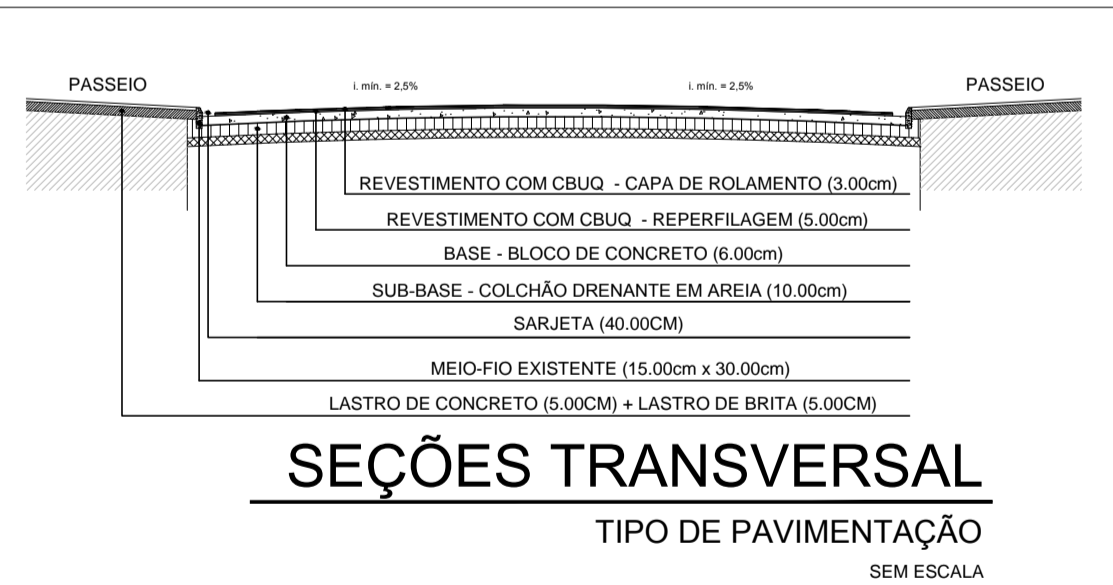 PASSEIO
i. mín. = 2,5%
i. mín. = 2,5%
PASSEIO
REVESTIMENTO COM CBUQ - CAPA DE ROLAMENTO (3.00cm)
REVESTIMENTO COM CBUQ - REPERFILAGEM (5.00cm)
BASE - BLOCO DE CONCRETO (6.00cm)
SUB-BASE - COLCHÃO DRENANTE EM AREIA (10.00cm)
SARJETA (40.00CM)
MEIO-FIO EXISTENTE (15.00cm x 30.00cm)
LASTRO DE CONCRETO (5.00CM) + LASTRO DE BRITA (5.00CM)
SEÇÕES TRANSVERSAL
TIPO DE PAVIMENTAÇÃO
SEM ESCALA